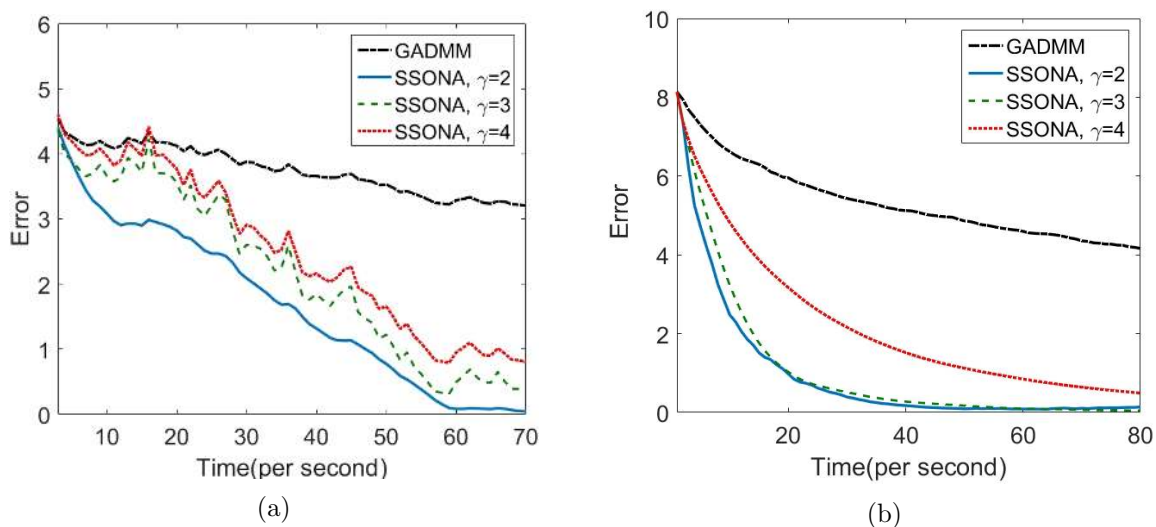 6
5
4
3
2
1
0
Error
10 20 30 40 50 60 70
Time(per second)
GADMM
SSONA, γ=2
SSONA, γ=3
SSONA, γ=4
(a)
10
8
6
4
2
0
Error
20 40 60 80
Time(per second)
GADMM
SSONA, γ=2
SSONA, γ=3
SSONA, γ=4
(b)